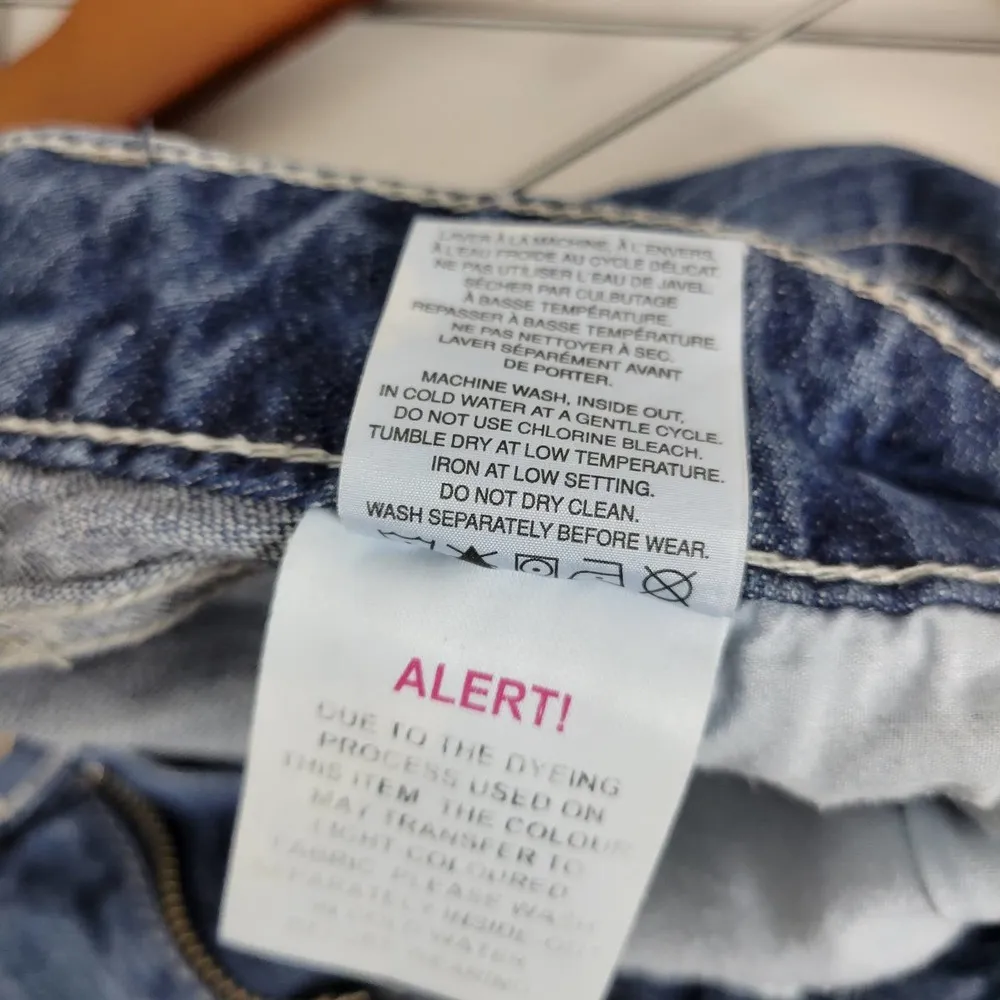 LAVER À LA MACHINE, À L'ENVERS,
À L'EAU FROIDE AU CYCLE DÉLICAT.
NE PAS UTILISER L'EAU DE JAVEL.
SÉCHER PAR CULBUTAGE
À BASSE TEMPÉRATURE.
REPASSER À BASSE TEMPÉRATURE.
NE PAS NETTOYER À SEC.
LAVER SÉPARÉMENT AVANT
DE PORTER.
MACHINE WASH, INSIDE OUT,
IN COLD WATER AT A GENTLE CYCLE.
DO NOT USE CHLORINE BLEACH.
TUMBLE DRY AT LOW TEMPERATURE.
IRON AT LOW SETTING.
DO NOT DRY CLEAN.
WASH SEPARATELY BEFORE WEAR.
ALERT!
DUE TO THE DYEING
PROCESS USED ON
THIS ITEM THE COLOUR
MAY TRANSFER TO
LIGHT COLOURED
FABRIC PLEASE WASH
INSIDE
WATER